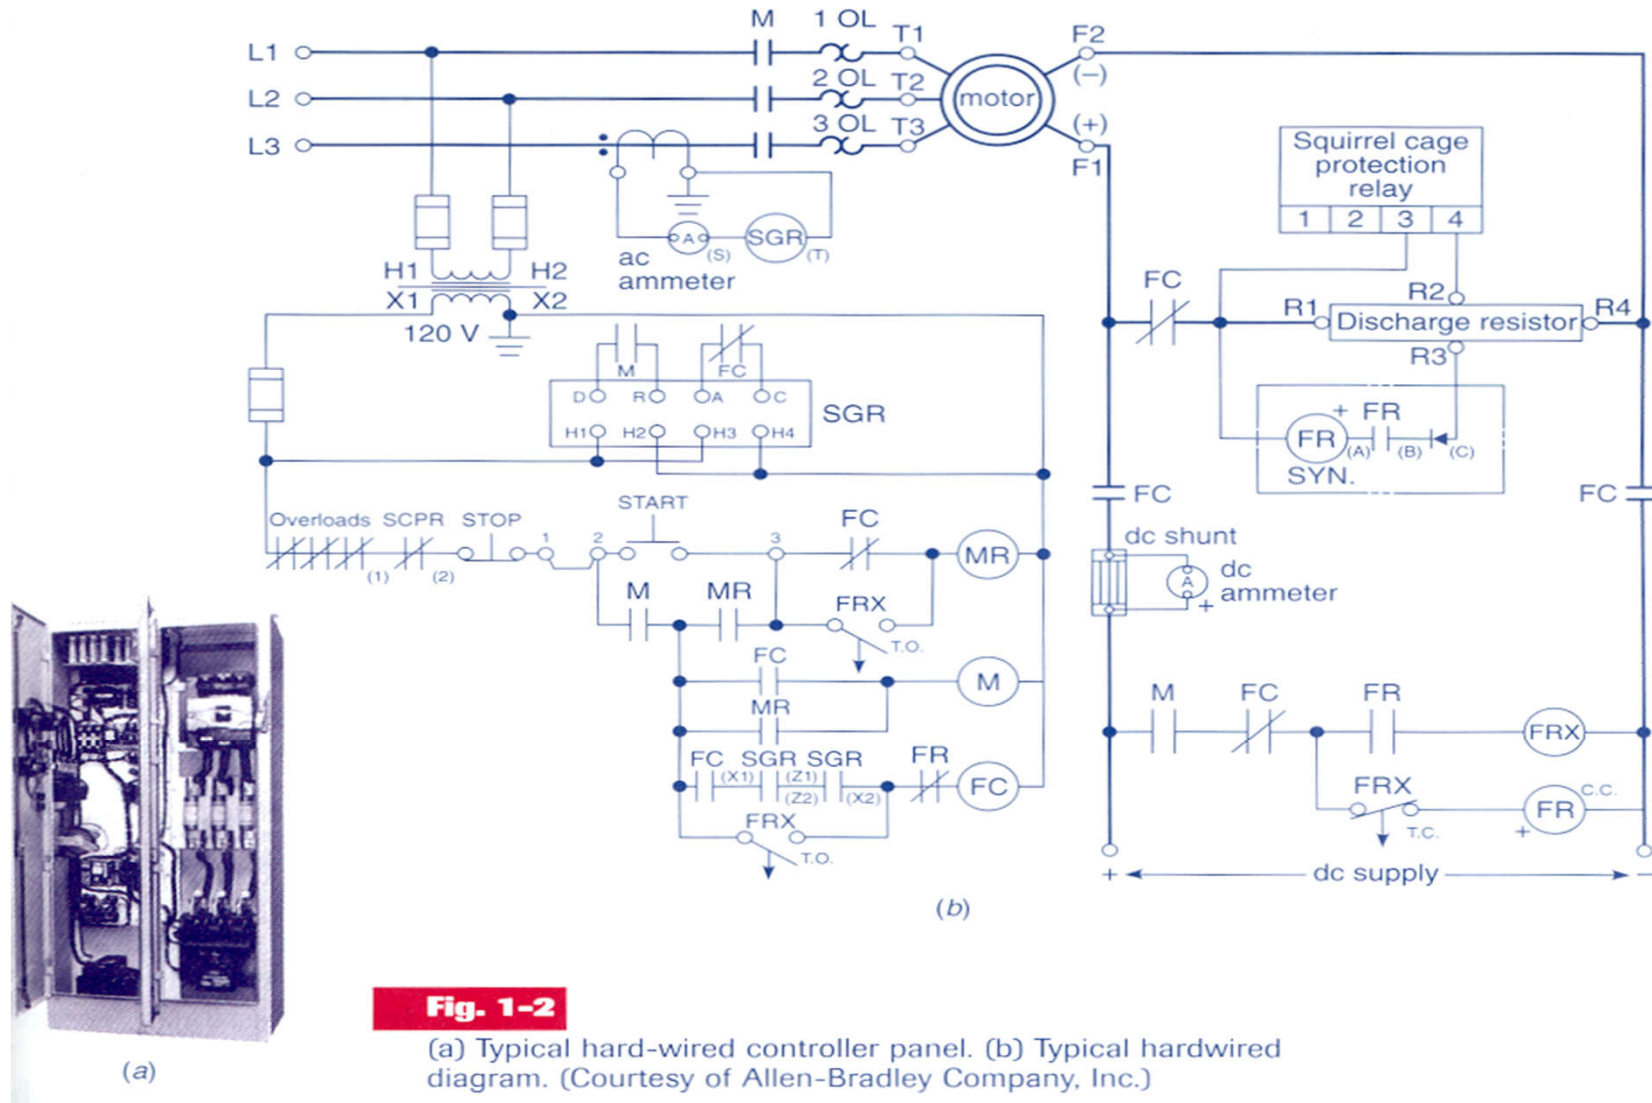 M 1 OL T1 F2
L1 (–)
2 OL T2
L2 motor
3 OL T3 (+)
L3 F1
Squirrel cage
protection
relay
1 2 3 4
A SGR
(S) (T)
ac
ammeter
H1 H2
X1 X2
120 V
M FC
D R A C
SGR
H1 H2 H3 H4
FC R2
R1 Discharge resistor R4
R3
+ FR
FR (A) (B) (C)
SYN.
FC FC
START
Overloads SCPR STOP 1 2 3 FC
(1) (2) MR
dc shunt
A dc
ammeter
+
M MR FRX
T.O.
FC
M
MR
FC SGR SGR FR
(X1) (Z1)
(Z2) (X2) FC
FRX
T.O.
M FC FR
FRX
FRX C.C.
FR
T.C. +
+ dc supply –
(b)
(a)
Fig. 1-2
(a) Typical hard-wired controller panel. (b) Typical hardwired
diagram. (Courtesy of Allen-Bradley Company, Inc.)